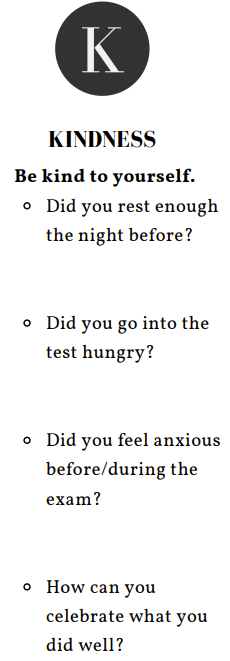 K
KINDNESS
Be kind to yourself.
Did you rest enough
the night before?
Did you go into the
test hungry?
Did you feel anxious
before/during the
exam?
How can you
celebrate what you
did well?